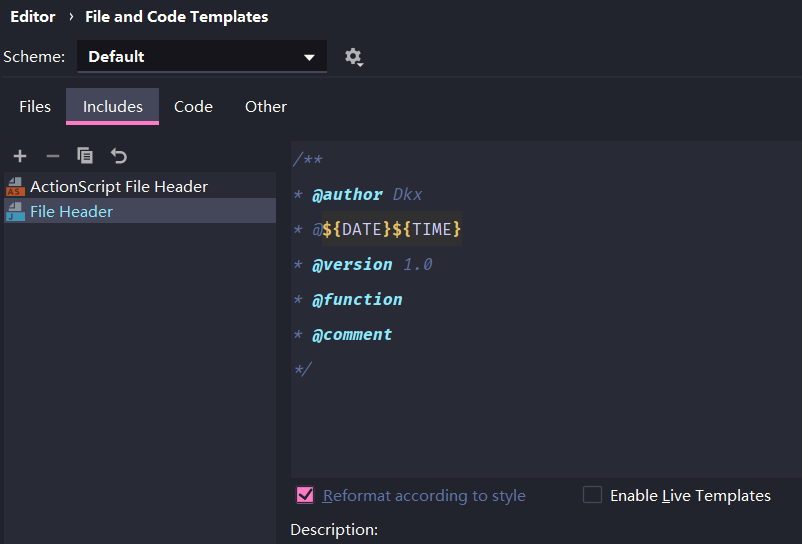 Editor › File and Code Templates
Scheme: Default
Files Includes Code Other
ActionScript File Header
File Header
/**
* @author Dkx
* @${DATE}${TIME}
* @version 1.0
* @function
* @comment
*/
Reformat according to style
Enable Live Templates
Description: